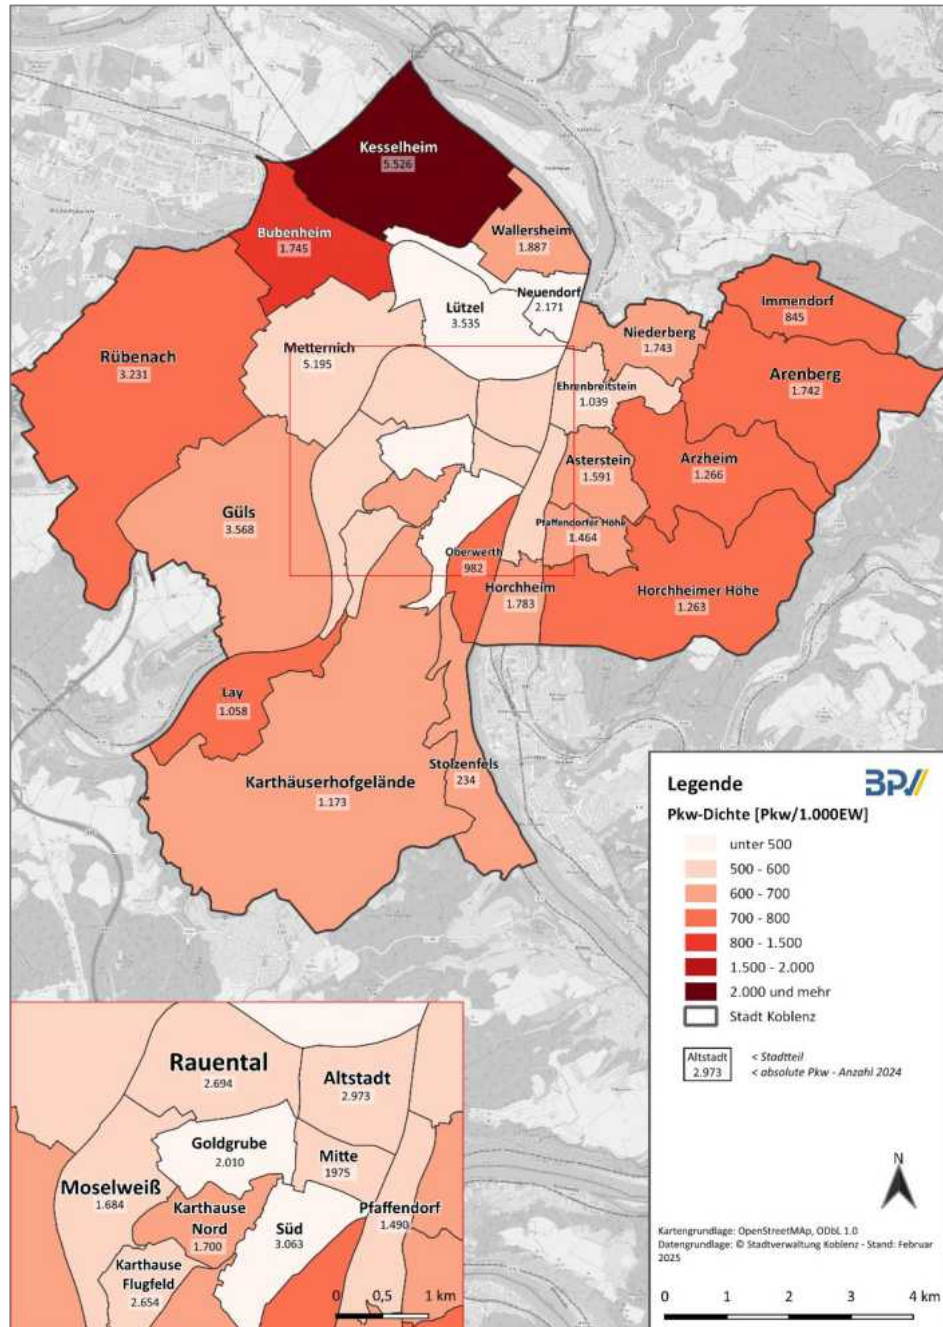 Kesselheim
5.526
Bubenheim
1.745
Wallersheim
1.887
Lützel
3.535
Neuendorf
2.171
Immendorf
845
Niederberg
1.743
Metternich
5.195
Rübenach
3.231
Arenberg
1.742
Ehrenbreitstein
1.039
Asterstein
1.591
Arzheim
1.266
Güls
3.568
Pfaffendorfer Höhe
1.464
Oberwerth
982
Horchheim
1.783
Horchheimer Höhe
1.263
Lay
1.058
Stolzenfels
234
Karthäuserhofgelände
1.173
Legende
BPV
Pkw-Dichte [Pkw/1.000EW]
unter 500
500 - 600
600 - 700
700 - 800
800 - 1.500
1.500 - 2.000
2.000 und mehr
Stadt Koblenz
Altstadt
2.973
< Stadtteil
< absolute Pkw - Anzahl 2024
N
Kartengrundlage: OpenStreetMAp, ODbL 1.0
Datengrundlage: © Stadtverwaltung Koblenz - Stand: Februar
2025
0 1 2 3 4 km
Rauental
2.694
Altstadt
2.973
Goldgrube
2.010
Mitte
1975
Moselweiß
1.684
Karthause
Nord
1.700
Süd
3.063
Pfaffendorf
1.490
Karthause
Flugfeld
2.654
0 0,5 1 km